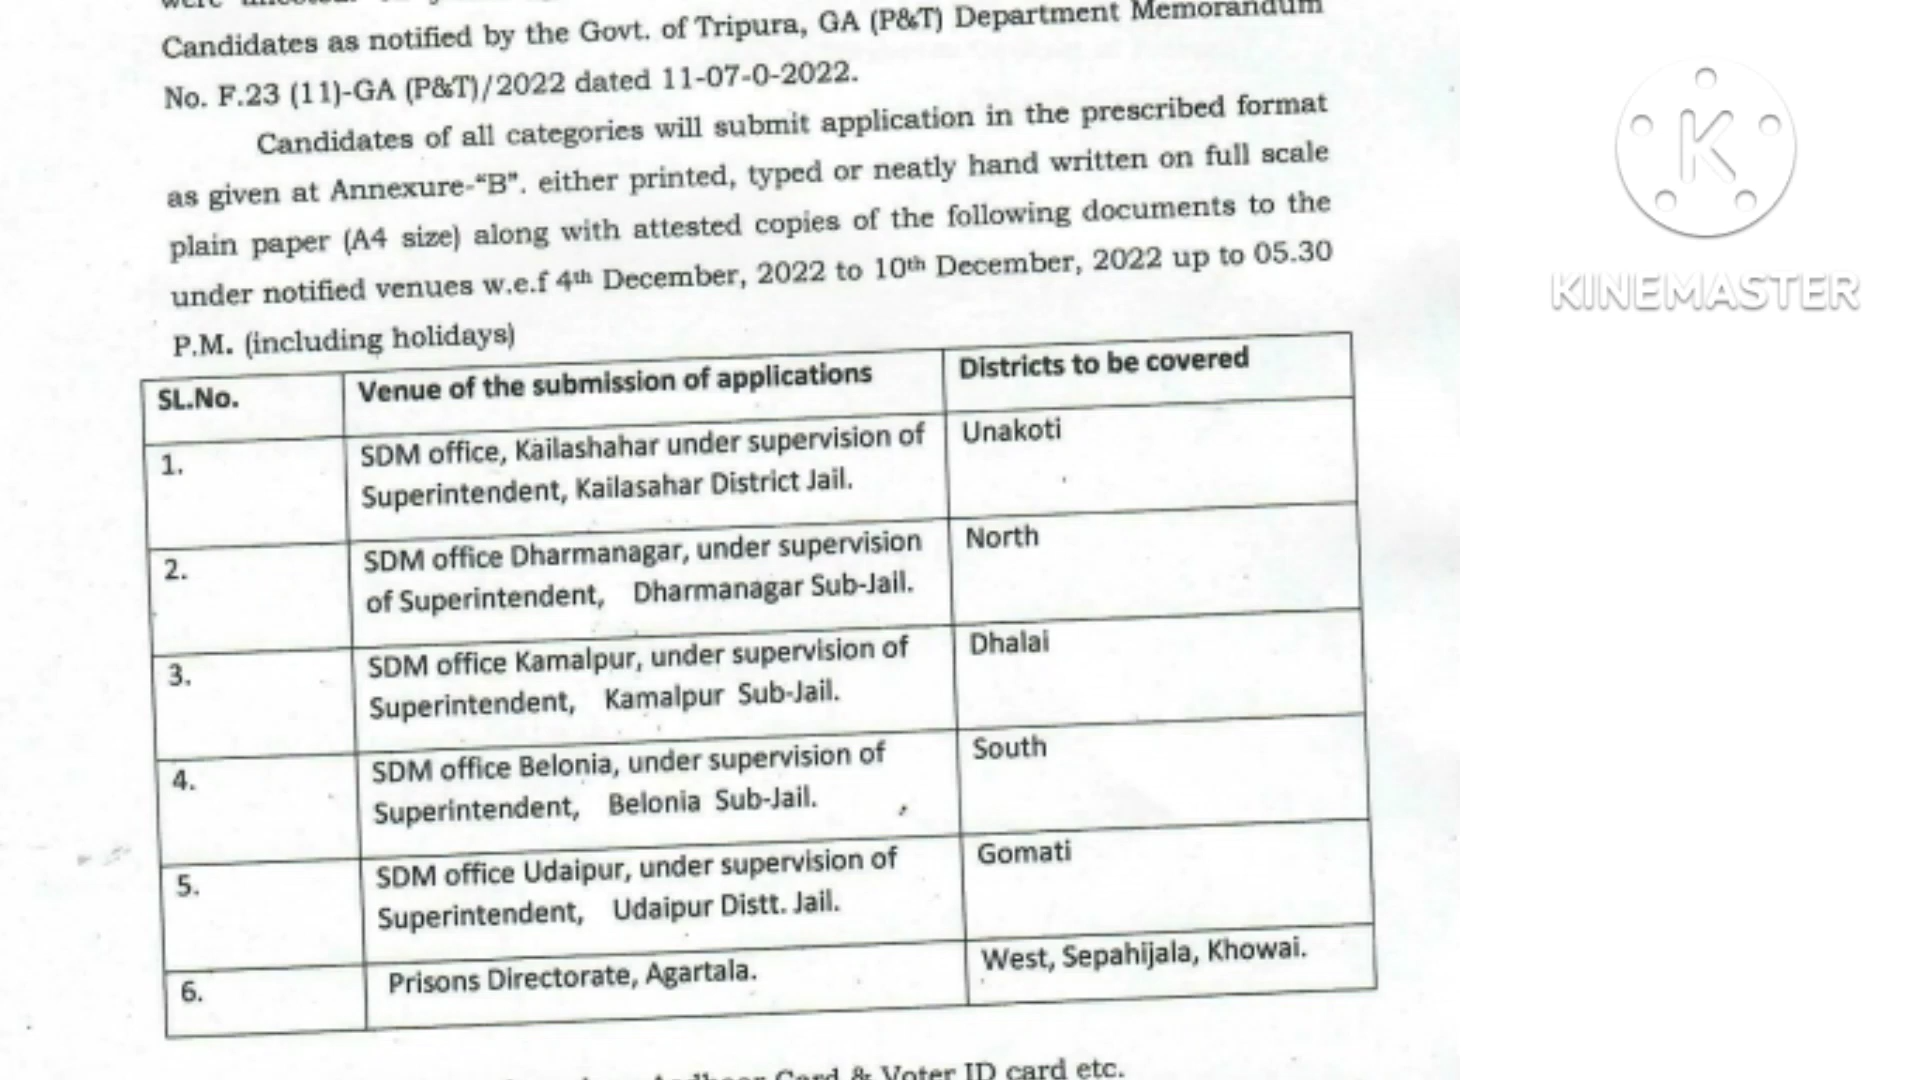 Candidates as notified by the Govt. of Tripura, GA (P&T) Department Memorandum
No. F.23 (11)-GA (P&T)/2022 dated 11-07-0-2022.
Candidates of all categories will submit application in the prescribed format
as given at Annexure-“B”. either printed, typed or neatly hand written on full scale
plain paper (A4 size) along with attested copies of the following documents to the
under notified venues w.e.f 4th December, 2022 to 10th December, 2022 up to 05.30
P.M. (including holidays)
SL.No. Venue of the submission of applications Districts to be covered
1. SDM office, Kailashahar under supervision of Unakoti
Superintendent, Kailasahar District Jail.
2. SDM office Dharmanagar, under supervision North
of Superintendent, Dharmanagar Sub-Jail.
3. SDM office Kamalpur, under supervision of Dhalai
Superintendent, Kamalpur Sub-Jail.
4. SDM office Belonia, under supervision of South
Superintendent, Belonia Sub-Jail.
5. SDM office Udaipur, under supervision of Gomati
Superintendent, Udaipur Distt. Jail.
6. Prisons Directorate, Agartala. West, Sepahijala, Khowai.
Card & Voter ID card etc.
K
KINEMASTER